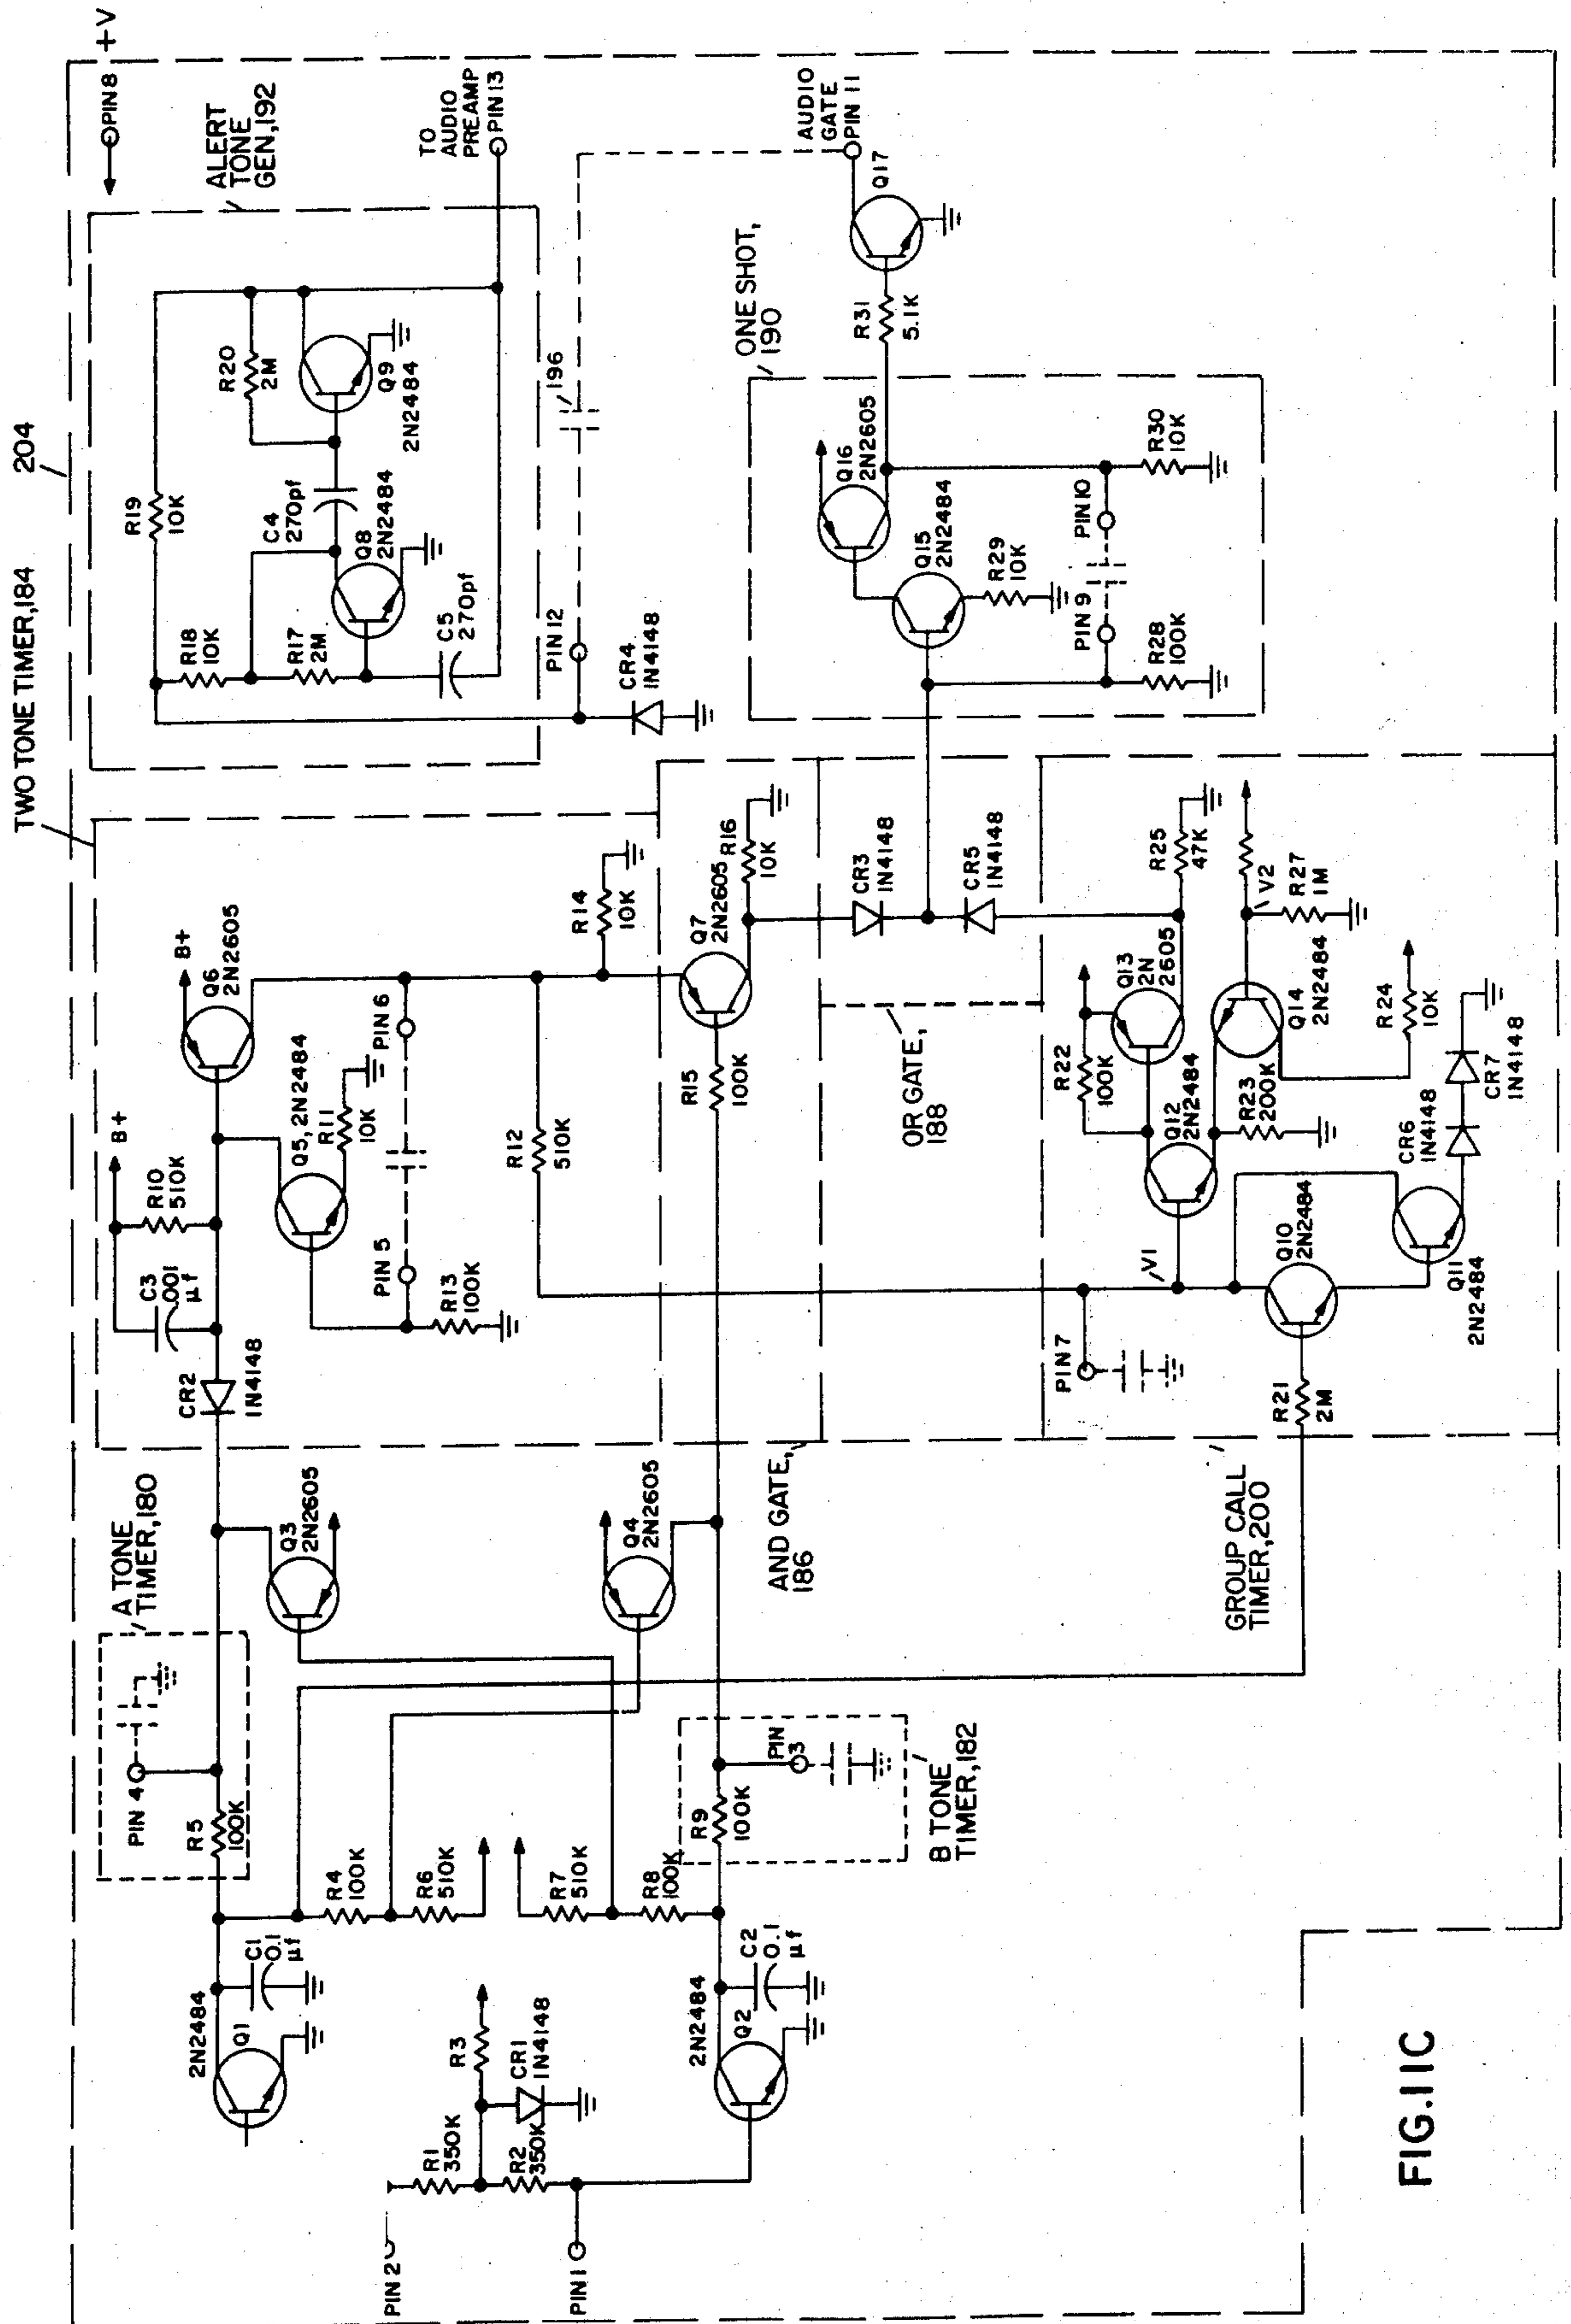 204
TWO TONE TIMER,184
+V
PIN 8
ALERT
TONE
GEN,192
TO
AUDIO
PREAMP
PIN 13
R19
10K
R20
2M
Q9
2N2484
C4
270pf
Q8
2N2484
R18
10K
R17
2M
C5
270pf
PIN 12
CR4
IN4148
196
AUDIO
GATE
PIN 11
Q17
R31
5.1K
ONE SHOT,
190
Q16
2N2605
Q15
2N2484
R29
10K
PIN 10
PIN 9
R30
10K
R28
100K
B+
Q6
2N2605
B+
R10
510K
C3
.001
µf
CR2
IN4148
Q5, 2N2484
R11
10K
PIN 6
PIN 5
R13
100K
R12
510K
R14
10K
Q7
2N2605
R16
10K
R15
100K
CR3
IN4148
CR5
IN4148
OR GATE,
188
R25
47K
V2
R27
1M
Q13
2N
2605
R22
100K
Q12
2N2484
R23
200K
Q14
2N2484
R24
10K
CR6
IN4148
CR7
IN4148
V1
Q10
2N2484
Q11
2N2484
PIN 7
R21
2M
A TONE
TIMER,180
PIN 4
R5
100K
Q3
2N2605
Q4
2N2605
AND GATE,
186
GROUP CALL
TIMER,200
R4
100K
R6
510K
R7
510K
R8
100K
R9
100K
PIN
3
B TONE
TIMER,182
2N2484
Q1
C1
0.1
µf
R3
CR1
IN4148
R1
350K
R2
350K
2N2484
Q2
C2
0.1
µf
PIN 2
PIN 1
FIG.11C